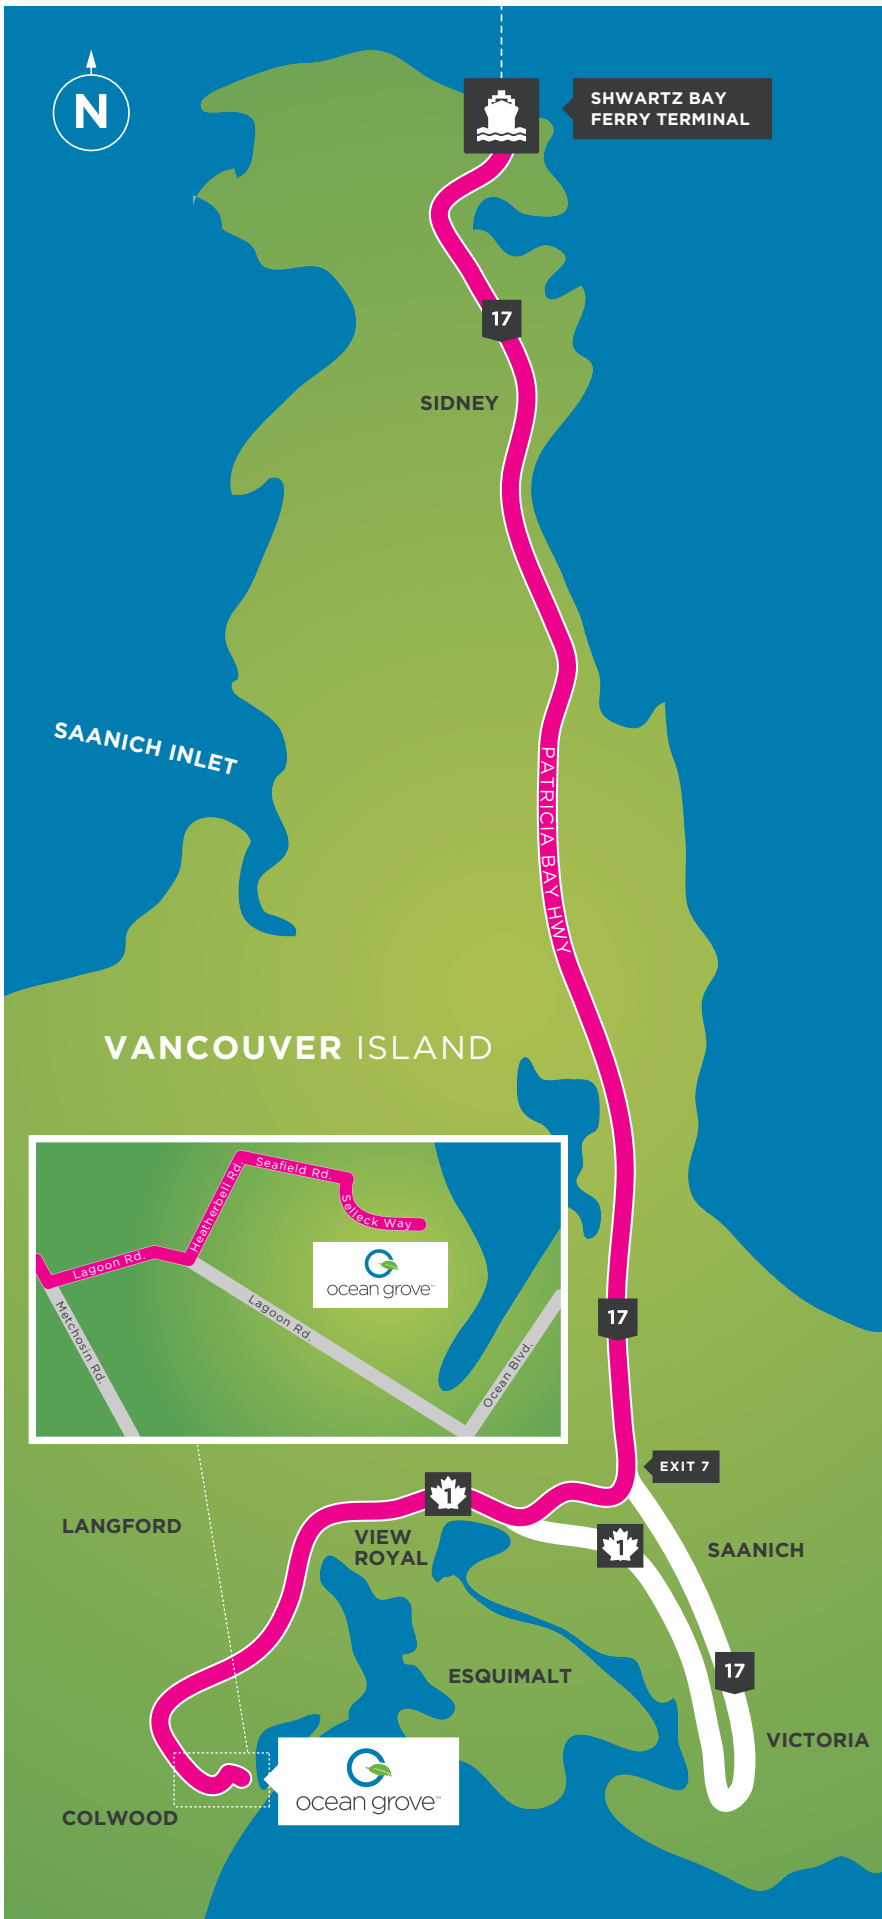 N
SHWARTZ BAY
FERRY TERMINAL
17
SIDNEY
SAANICH INLET
PATRICIA BAY HWY
VANCOUVER ISLAND
Seafield Rd.
Heatherbell Rd.
Selleck Way
Lagoon Rd.
ocean grove™
Metchosin Rd.
Lagoon Rd.
Ocean Blvd.
17
EXIT 7
1
LANGFORD
VIEW
ROYAL
1
SAANICH
ESQUIMALT
17
VICTORIA
ocean grove™
COLWOOD